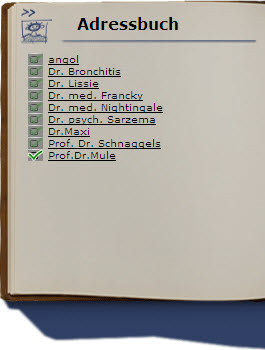 >>
Adressbuch
angol
Dr. Bronchitis
Dr. Lissie
Dr. med. Francky
Dr. med. Nightingale
Dr. psych. Sarzema
Dr.Maxi
Prof. Dr. Schnaggels
Prof.Dr.Mule